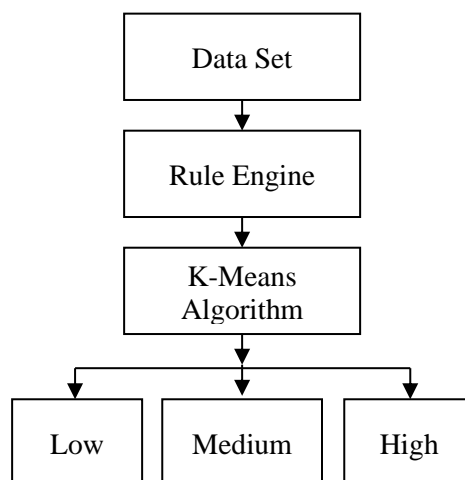 Data Set
Rule Engine
K-Means
Algorithm
Low
Medium
High